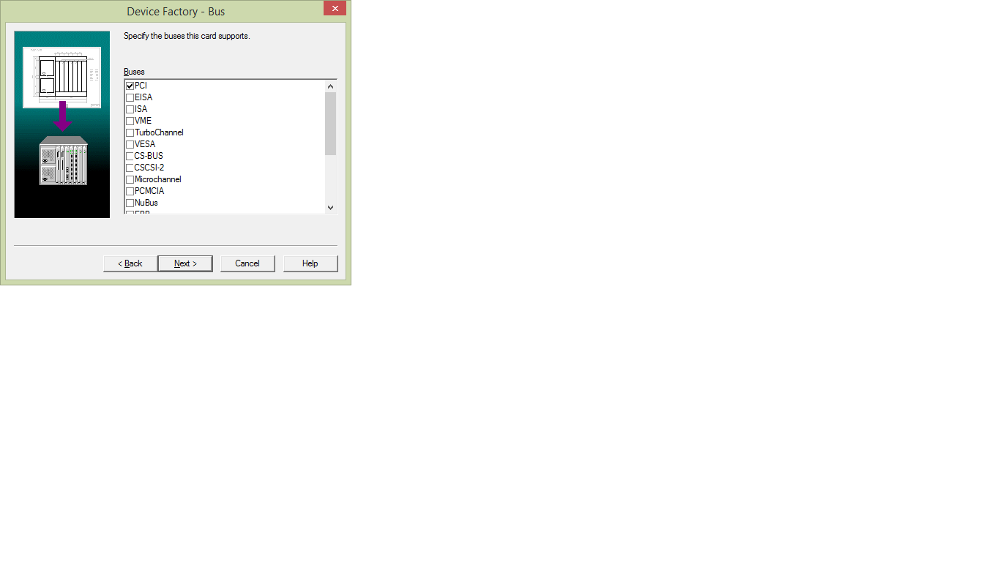 Device Factory - Bus
Specify the buses this card supports.
Buses
PCI
EISA
ISA
VME
TurboChannel
VESA
CS-BUS
CSCSI-2
Microchannel
PCMCIA
NuBus
< Back
Next >
Cancel
Help